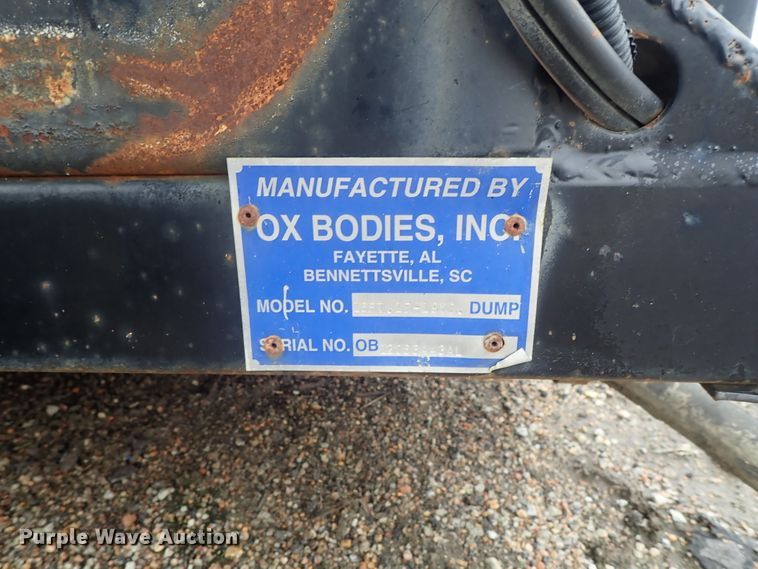 MANUFACTURED BY
OX BODIES, INC.
FAYETTE, AL
BENNETTSVILLE, SC
MODEL NO. DUMP
SERIAL NO. OB
Purple Wave Auction